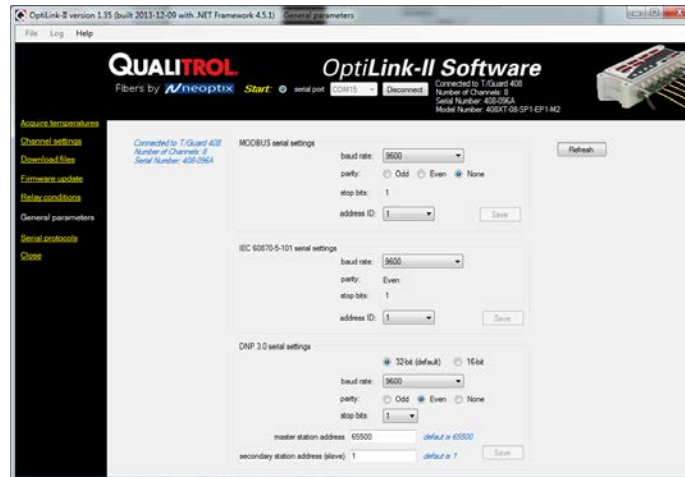 OptiLink-II version 1.35 (built 2013-12-09 with .NET Framework 4.5.1) General parameters
File Log Help
QUALITROL
OptiLink-II Software
Fibers by neoptix Start: serial port COM15 Disconnect
Connected to T/Guard 408
Number of Channels: 8
Serial Number: 408-096A
Model Number: 408XT-08-SP1-EP1-M2
Acquire temperatures
Channel settings
Download files
Firmware update
Relay conditions
General parameters
Serial protocols
Close
Connected to T/Guard 408
Number of Channels: 8
Serial Number: 408-096A
MODBUS serial settings
baud rate: 9600
parity: Odd Even None
stop bits: 1
address ID: 1 Save
Refresh
IEC 60870-5-101 serial settings
baud rate: 9600
parity: Even
stop bits: 1
address ID: 1 Save
DNP 3.0 serial settings
32-bit (default) 16-bit
baud rate: 9600
parity: Odd Even None
stop bits 1
master station address 65500 defaut is 65500
secondary station address (slave) 1 defaut is 1 Save